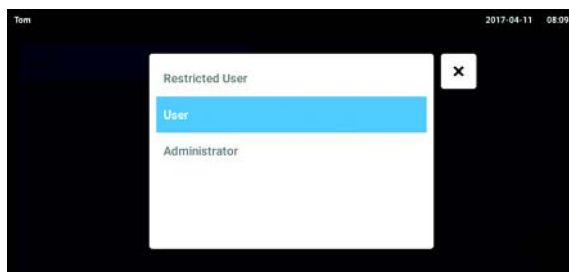 Tom 2017-04-11 08:09
Restricted User
User
Administrator